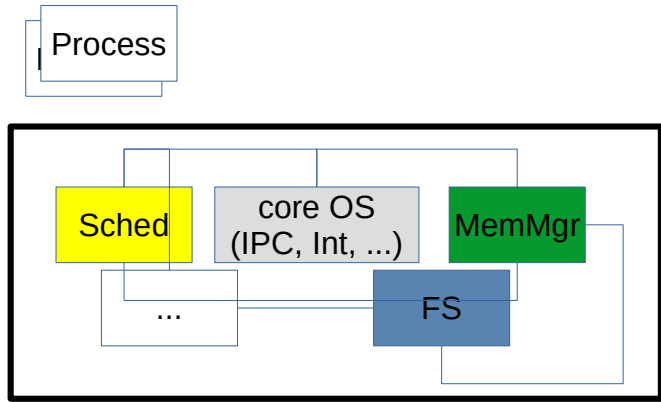 Process
Sched
core OS
(IPC, Int, ...)
MemMgr
...
FS